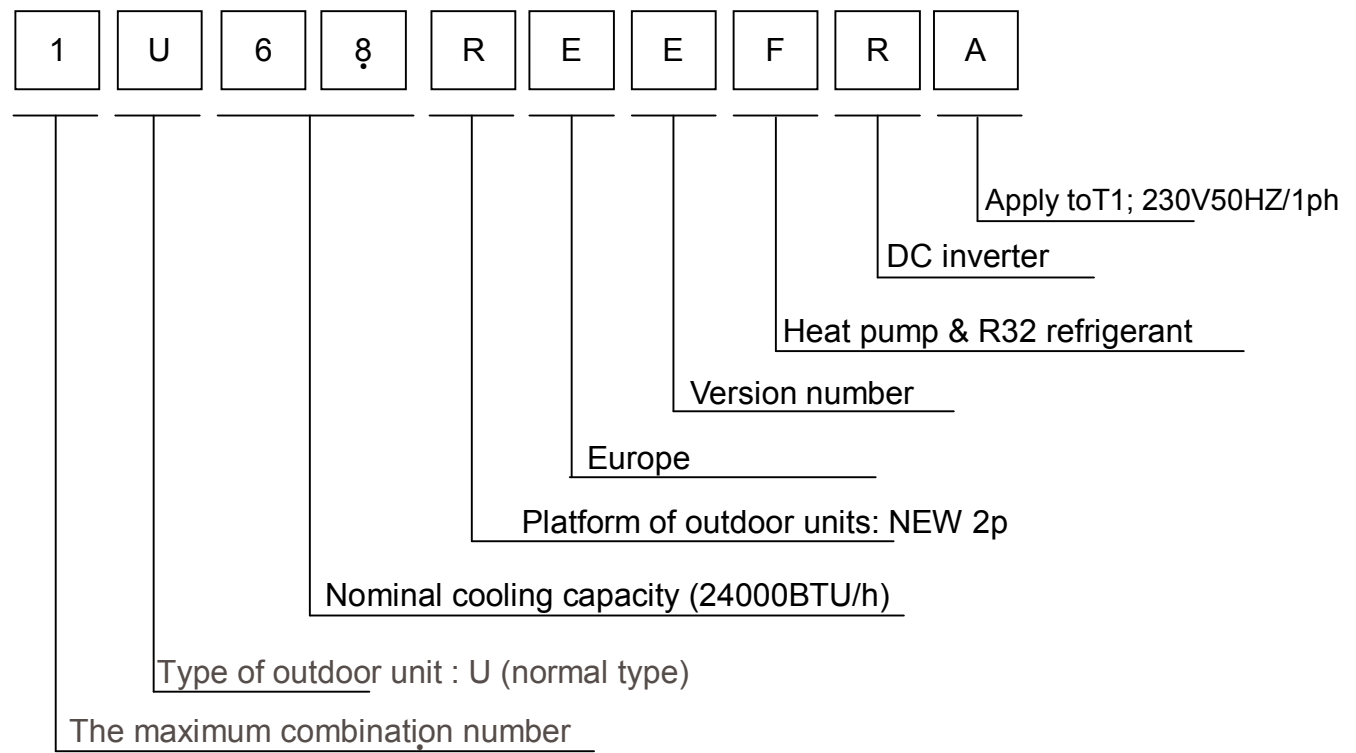 1 U 6 8 R E E F R A
Apply toT1; 230V50HZ/1ph
DC inverter
Heat pump & R32 refrigerant
Version number
Europe
Platform of outdoor units: NEW 2p
Nominal cooling capacity (24000BTU/h)
Type of outdoor unit : U (normal type)
The maximum combination number